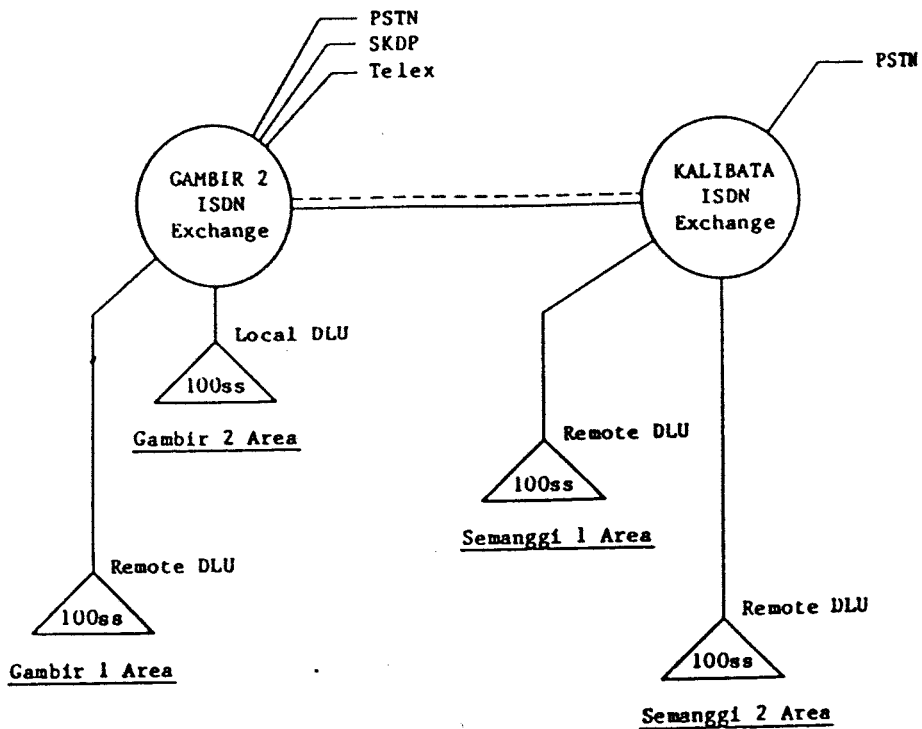 PSTN
SKDP
Telex
PSTN
GAMBIR 2
ISDN
Exchange
KALIBATA
ISDN
Exchange
Local DLU
100ss
Gambir 2 Area
Remote DLU
100ss
Semanggi 1 Area
Remote DLU
100ss
Gambir 1 Area
Remote DLU
100ss
Semanggi 2 Area